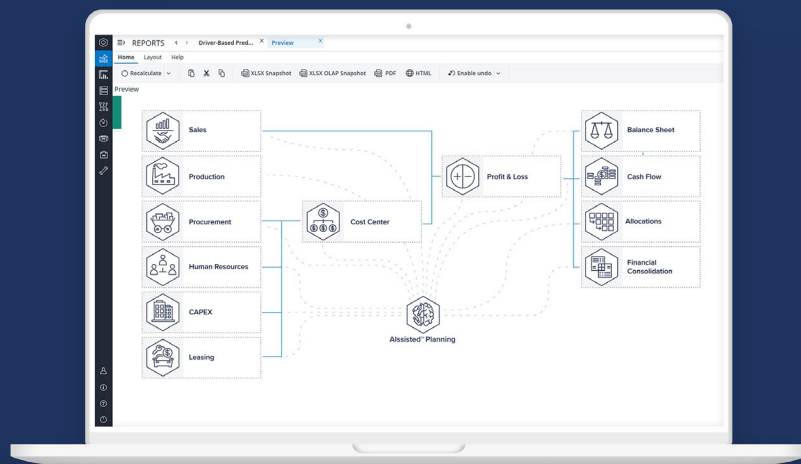 REPORTS
Driver-Based Pred...
Preview
Home Layout Help
Recalculate
XLSX Snapshot
XLSX OLAP Snapshot
PDF
HTML
Enable undo
Preview
Sales
Balance Sheet
Production
Profit & Loss
Cash Flow
Procurement
Cost Center
Allocations
Human Resources
Financial
Consolidation
CAPEX
AIssisted™ Planning
Leasing